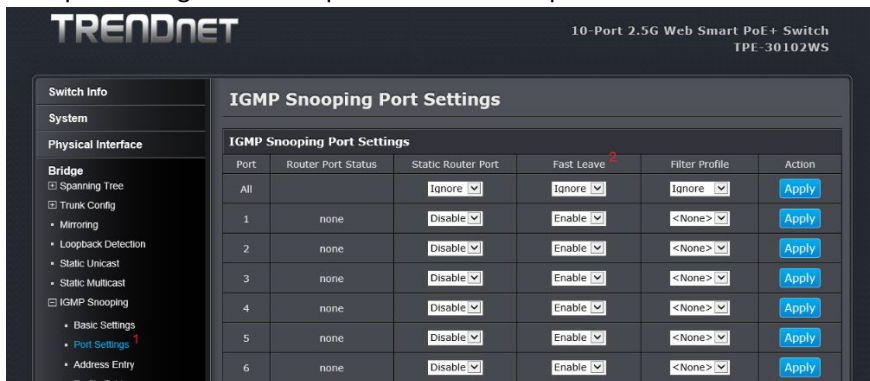 TRENDnET
10-Port 2.5G Web Smart PoE+ Switch
TPE-30102WS
Switch Info
System
Physical Interface
Bridge
Spanning Tree
Trunk Config
Mirroring
Loopback Detection
Static Unicast
Static Multicast
IGMP Snooping
Basic Settings
Port Settings 1
Address Entry
IGMP Snooping Port Settings
IGMP Snooping Port Settings
Port Router Port Status Static Router Port Fast Leave 2 Filter Profile Action
All Ignore Ignore Ignore Apply
1 none Disable Enable <None> Apply
2 none Disable Enable <None> Apply
3 none Disable Enable <None> Apply
4 none Disable Enable <None> Apply
5 none Disable Enable <None> Apply
6 none Disable Enable <None> Apply